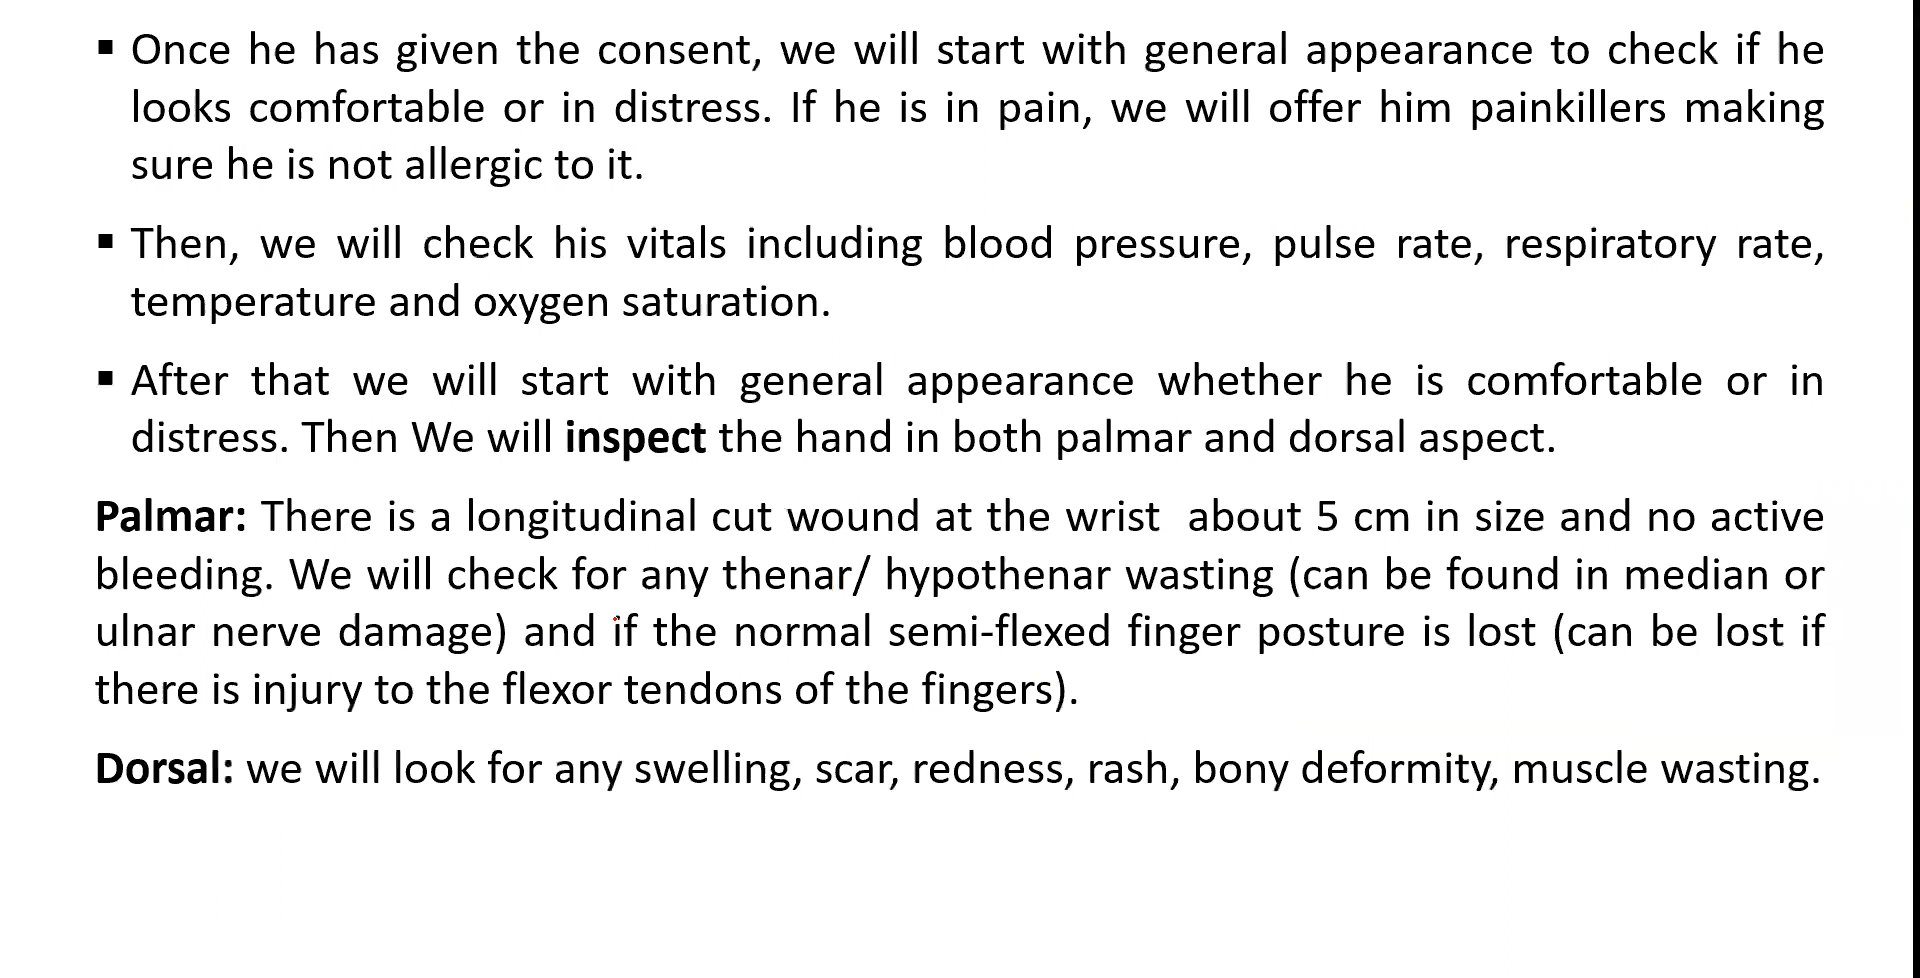 ▪ Once he has given the consent, we will start with general appearance to check if he
looks comfortable or in distress. If he is in pain, we will offer him painkillers making
sure he is not allergic to it.
▪ Then, we will check his vitals including blood pressure, pulse rate, respiratory rate,
temperature and oxygen saturation.
▪ After that we will start with general appearance whether he is comfortable or in
distress. Then We will inspect the hand in both palmar and dorsal aspect.
Palmar: There is a longitudinal cut wound at the wrist  about 5 cm in size and no active
bleeding. We will check for any thenar/ hypothenar wasting (can be found in median or
ulnar nerve damage) and if the normal semi-flexed finger posture is lost (can be lost if
there is injury to the flexor tendons of the fingers).
Dorsal: we will look for any swelling, scar, redness, rash, bony deformity, muscle wasting.